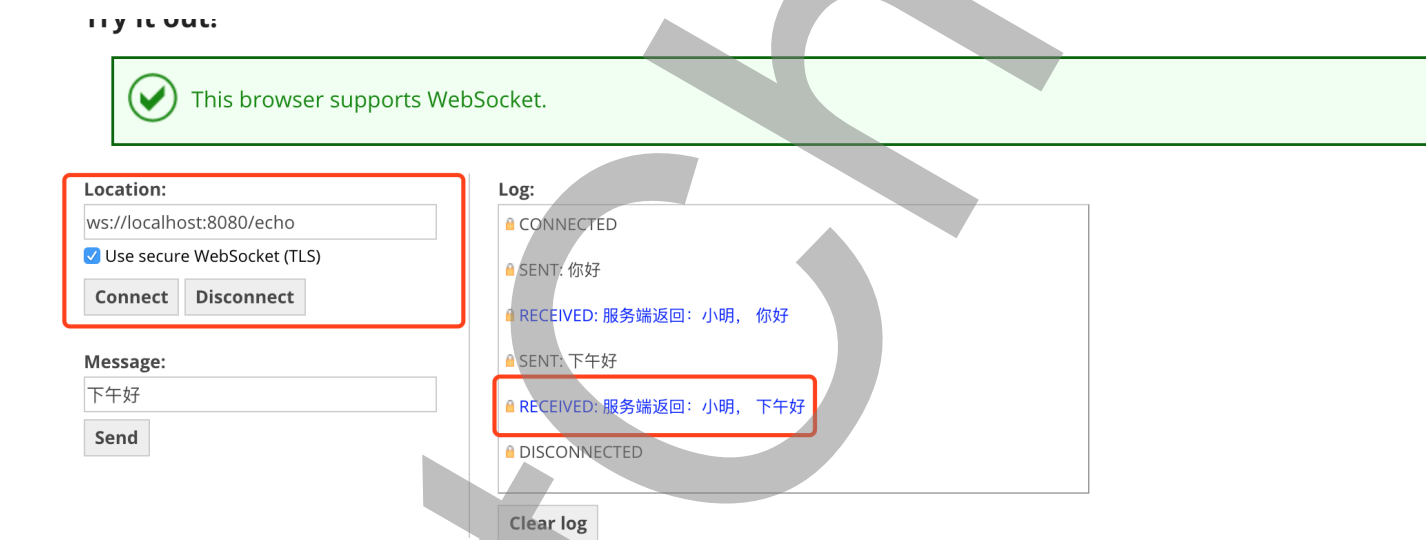 Try it out!
This browser supports WebSocket.
Location:
ws://localhost:8080/echo
Use secure WebSocket (TLS)
Connect Disconnect
Message:
下午好
Send
Log:
CONNECTED
SENT: 你好
RECEIVED: 服务端返回：小明， 你好
SENT: 下午好
RECEIVED: 服务端返回：小明， 下午好
DISCONNECTED
Clear log